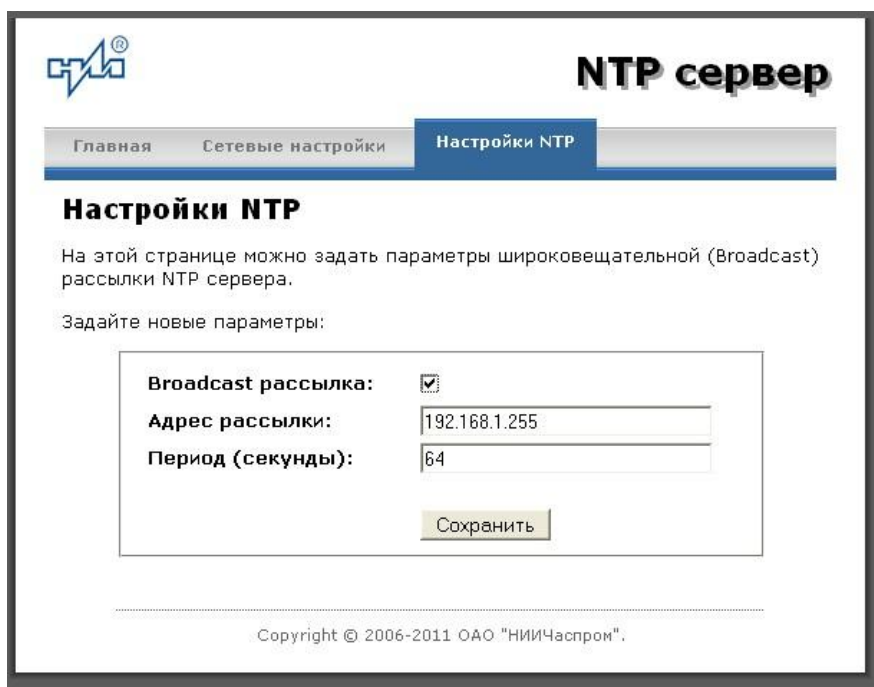 ®
NTP сервер
Главная Сетевые настройки Настройки NTP
Настройки NTP
На этой странице можно задать параметры широковещательной (Broadcast)
рассылки NTP сервера.
Задайте новые параметры:
Broadcast рассылка:
Адрес рассылки: 192.168.1.255
Период (секунды): 64
Сохранить
Copyright © 2006-2011 ОАО "НИИЧаспром".